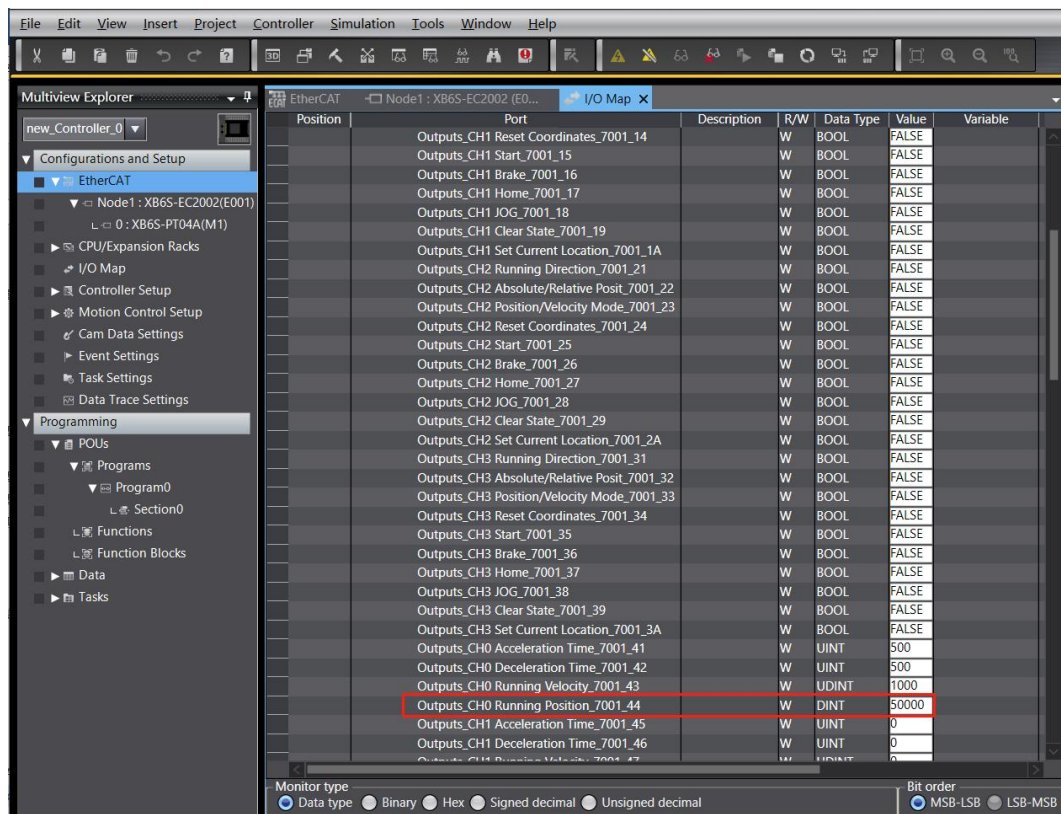 File Edit View Insert Project Controller Simulation Tools Window Help
Multiview Explorer
new_Controller_0
Configurations and Setup
EtherCAT
Node1 : XB6S-EC2002(E001)
0 : XB6S-PT04A(M1)
CPU/Expansion Racks
I/O Map
Controller Setup
Motion Control Setup
Cam Data Settings
Event Settings
Task Settings
Data Trace Settings
Programming
POUs
Programs
Program0
Section0
Functions
Function Blocks
Data
Tasks
EtherCAT Node1 : XB6S-EC2002 (E0... I/O Map
Position Port Description R/W Data Type Value Variable
Outputs_CH1 Reset Coordinates_7001_14 W BOOL FALSE
Outputs_CH1 Start_7001_15 W BOOL FALSE
Outputs_CH1 Brake_7001_16 W BOOL FALSE
Outputs_CH1 Home_7001_17 W BOOL FALSE
Outputs_CH1 JOG_7001_18 W BOOL FALSE
Outputs_CH1 Clear State_7001_19 W BOOL FALSE
Outputs_CH1 Set Current Location_7001_1A W BOOL FALSE
Outputs_CH2 Running Direction_7001_21 W BOOL FALSE
Outputs_CH2 Absolute/Relative Posit_7001_22 W BOOL FALSE
Outputs_CH2 Position/Velocity Mode_7001_23 W BOOL FALSE
Outputs_CH2 Reset Coordinates_7001_24 W BOOL FALSE
Outputs_CH2 Start_7001_25 W BOOL FALSE
Outputs_CH2 Brake_7001_26 W BOOL FALSE
Outputs_CH2 Home_7001_27 W BOOL FALSE
Outputs_CH2 JOG_7001_28 W BOOL FALSE
Outputs_CH2 Clear State_7001_29 W BOOL FALSE
Outputs_CH2 Set Current Location_7001_2A W BOOL FALSE
Outputs_CH3 Running Direction_7001_31 W BOOL FALSE
Outputs_CH3 Absolute/Relative Posit_7001_32 W BOOL FALSE
Outputs_CH3 Position/Velocity Mode_7001_33 W BOOL FALSE
Outputs_CH3 Reset Coordinates_7001_34 W BOOL FALSE
Outputs_CH3 Start_7001_35 W BOOL FALSE
Outputs_CH3 Brake_7001_36 W BOOL FALSE
Outputs_CH3 Home_7001_37 W BOOL FALSE
Outputs_CH3 JOG_7001_38 W BOOL FALSE
Outputs_CH3 Clear State_7001_39 W BOOL FALSE
Outputs_CH3 Set Current Location_7001_3A W BOOL FALSE
Outputs_CH0 Acceleration Time_7001_41 W UINT 500
Outputs_CH0 Deceleration Time_7001_42 W UINT 500
Outputs_CH0 Running Velocity_7001_43 W UDINT 1000
Outputs_CH0 Running Position_7001_44 W DINT 50000
Outputs_CH1 Acceleration Time_7001_45 W UINT 0
Outputs_CH1 Deceleration Time_7001_46 W UINT 0
Monitor type
Data type Binary Hex Signed decimal Unsigned decimal
Bit order
MSB-LSB LSB-MSB